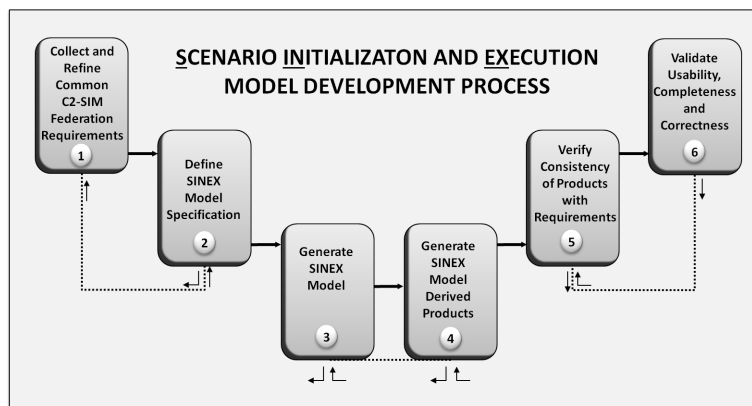 SCENARIO INITIALIZATON AND EXECUTION
MODEL DEVELOPMENT PROCESS
Collect and
Refine
Common
C2-SIM
Federation
Requirements
1
Define
SINEX
Model
Specification
2
Generate
SINEX
Model
3
Generate
SINEX
Model
Derived
Products
4
Verify
Consistency
of Products
with
Requirements
5
Validate
Usability,
Completeness
and
Correctness
6